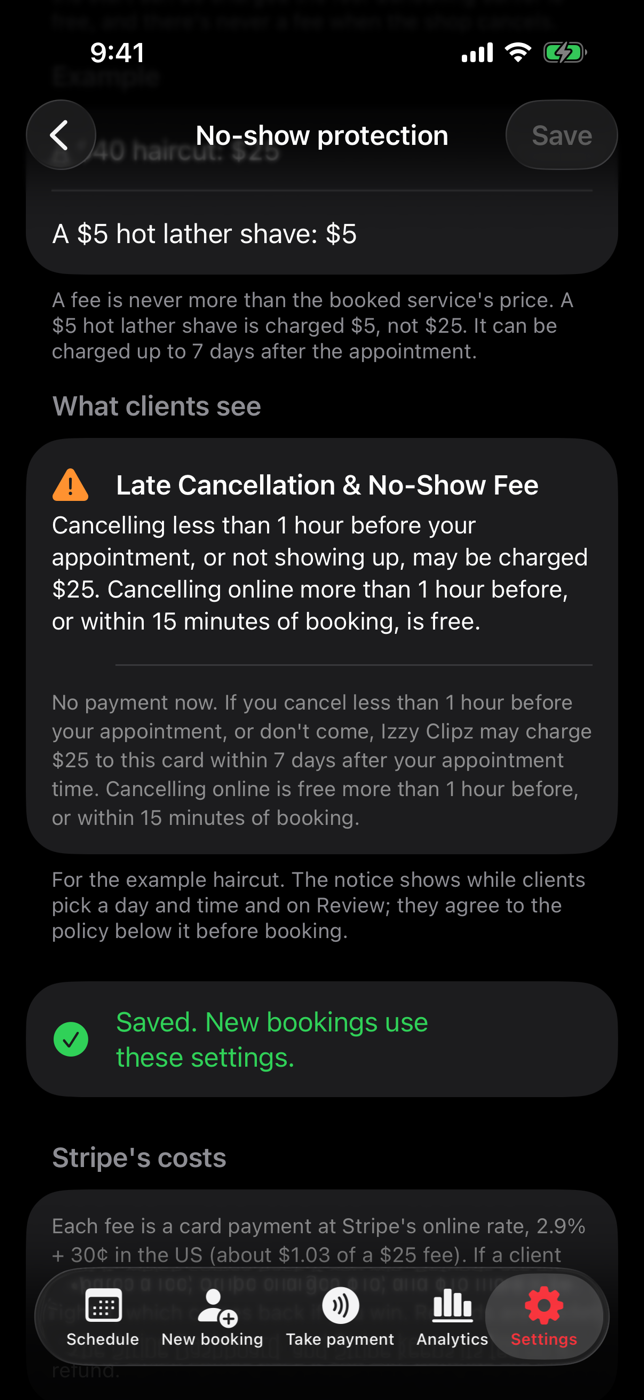 9:41
Example
No-show protection
Save
40 haircut: $25
A $5 hot lather shave: $5
A fee is never more than the booked service's price. A
$5 hot lather shave is charged $5, not $25. It can be
charged up to 7 days after the appointment.
What clients see
Late Cancellation & No-Show Fee
Cancelling less than 1 hour before your
appointment, or not showing up, may be charged
$25. Cancelling online more than 1 hour before,
or within 15 minutes of booking, is free.
No payment now. If you cancel less than 1 hour before
your appointment, or don't come, Izzy Clipz may charge
$25 to this card within 7 days after your appointment
time. Cancelling online is free more than 1 hour before,
or within 15 minutes of booking.
For the example haircut. The notice shows while clients
pick a day and time and on Review; they agree to the
policy below it before booking.
Saved. New bookings use
these settings.
Stripe's costs
Each fee is a card payment at Stripe's online rate, 2.9%
+ 30¢ in the US (about $1.03 of a $25 fee). If a client
Schedule
New booking
Take payment
Analytics
Settings
refund.